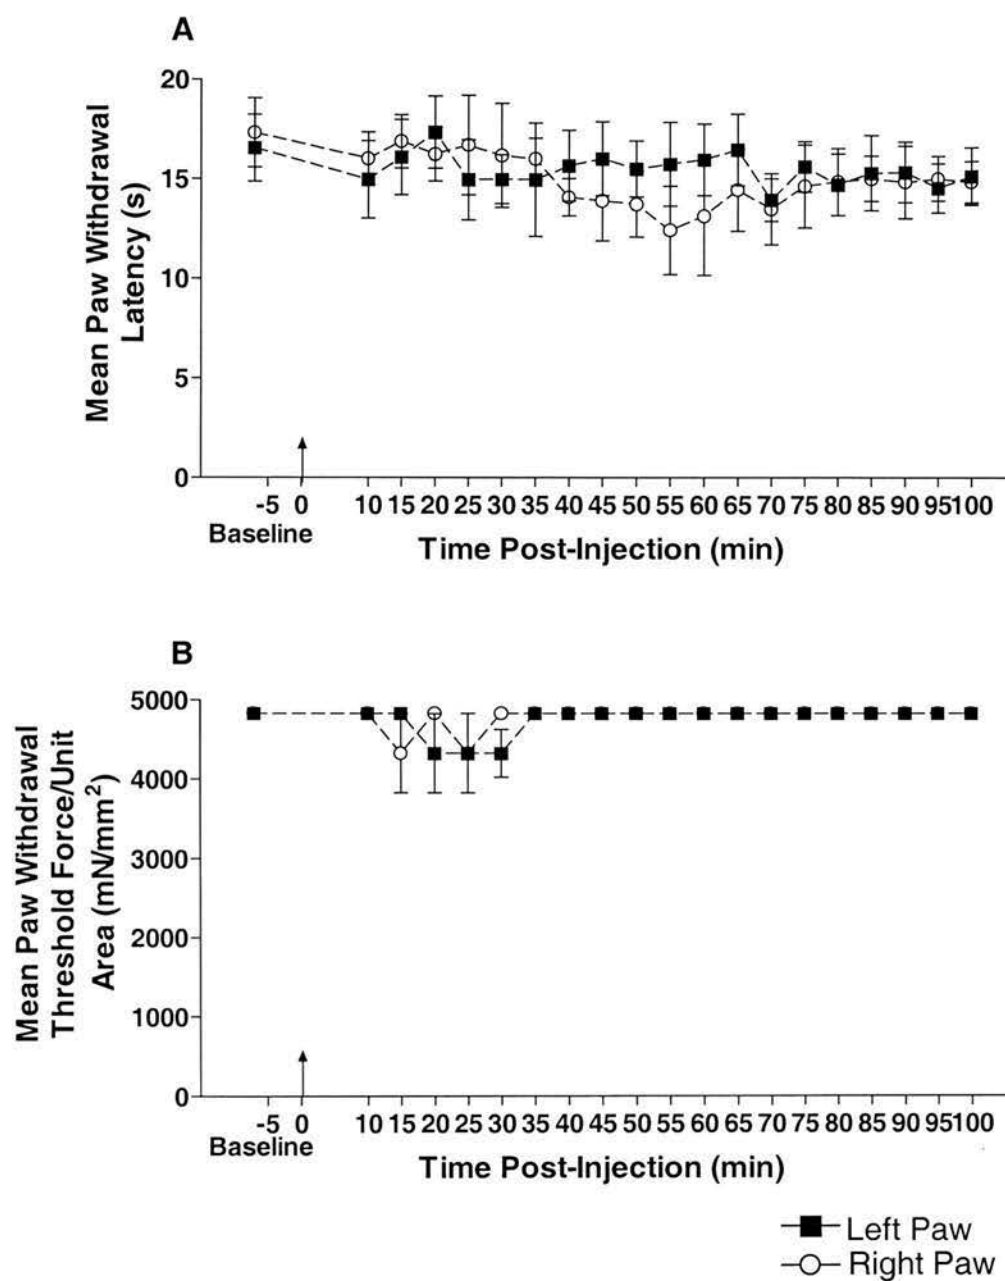 A
20
15
10
5
0
Mean Paw Withdrawal
Latency (s)
-5 0 10 15 20 25 30 35 40 45 50 55 60 65 70 75 80 85 90 95 100
Baseline
Time Post-Injection (min)
B
5000
4000
3000
2000
1000
0
Mean Paw Withdrawal
Threshold Force/Unit
Area (mN/mm²)
-5 0 10 15 20 25 30 35 40 45 50 55 60 65 70 75 80 85 90 95 100
Baseline
Time Post-Injection (min)
Left Paw
Right Paw